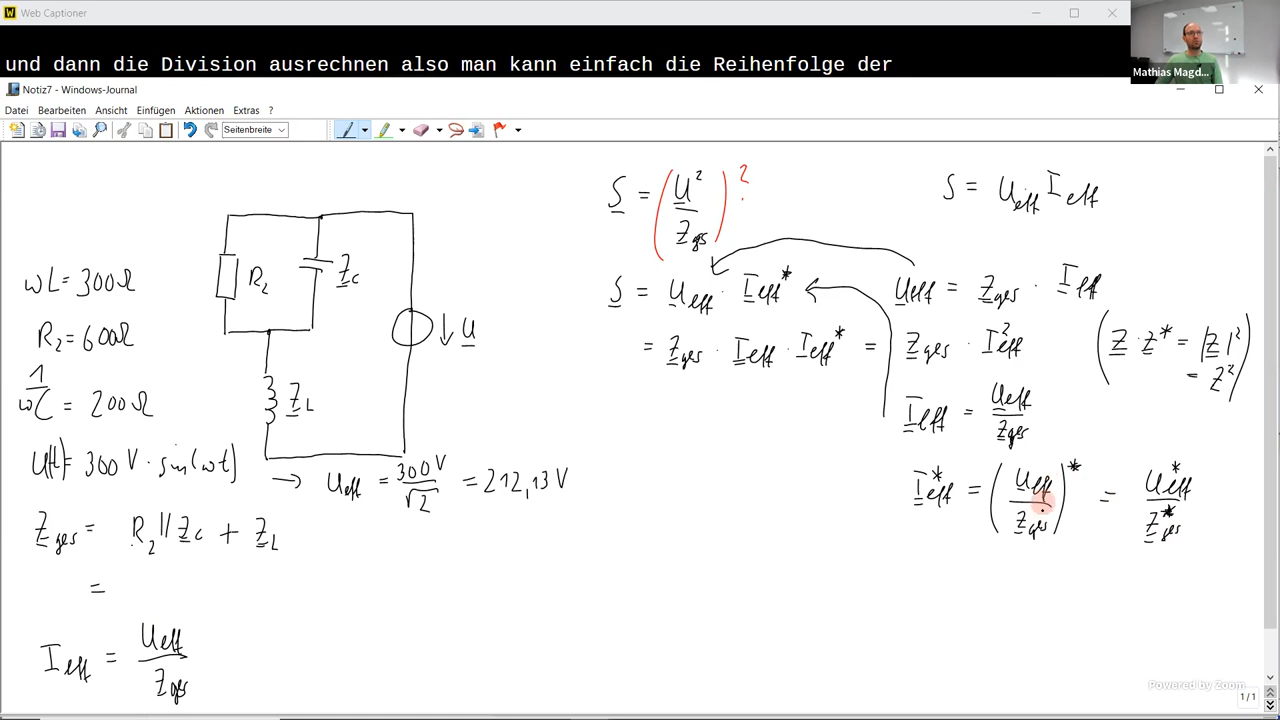 Web Captioner
und dann die Division ausrechnen also man kann einfach die Reihenfolge der
Mathias Magd...
Notiz7 - Windows-Journal
Datei Bearbeiten Ansicht Einfügen Aktionen Extras ?
Seitenbreite
ωL = 300Ω
R₂ = 600Ω
1/ωC = 200Ω
U(t) = 300 V · sin(ωt)
→ Ueff = 300V/√2 = 212,13 V
Zges = R₂ || Zc + ZL
=
Ieff = Ueff/Zges
R₂
Zc
↓ U
ZL
S = (U²/Zges) ?
S = Ueff Ieff
S = Ueff · Ieff*
Ueff = Zges · Ieff
= Zges · Ieff · Ieff* = Zges · Ieff²
(Z · Z* = |Z|²
= Z²)
Ieff = Ueff/Zges
Ieff* = (Ueff/Zges)* = Ueff*/Zges*
Powered by Zoom
1/1